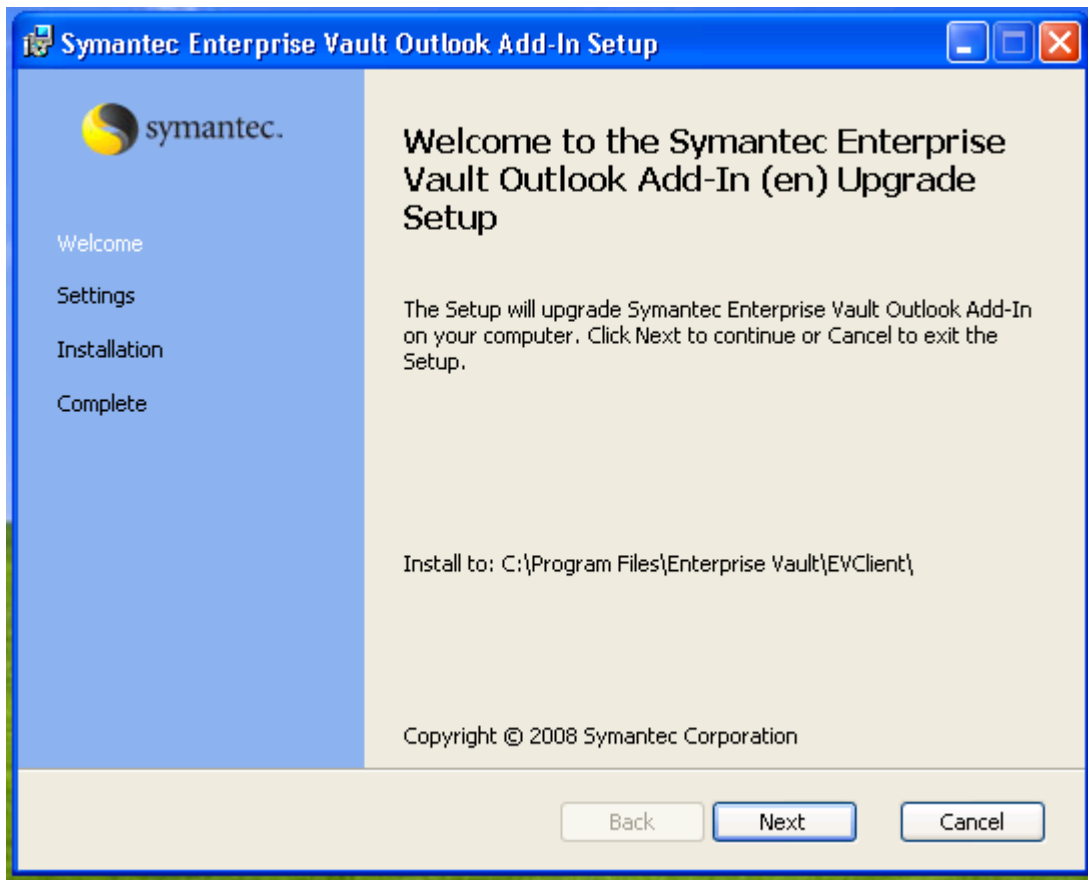 Symantec Enterprise Vault Outlook Add-In Setup
symantec.
Welcome
Settings
Installation
Complete
Welcome to the Symantec Enterprise
Vault Outlook Add-In (en) Upgrade
Setup
The Setup will upgrade Symantec Enterprise Vault Outlook Add-In
on your computer. Click Next to continue or Cancel to exit the
Setup.
Install to: C:\Program Files\Enterprise Vault\EVClient\
Copyright © 2008 Symantec Corporation
Back
Next
Cancel